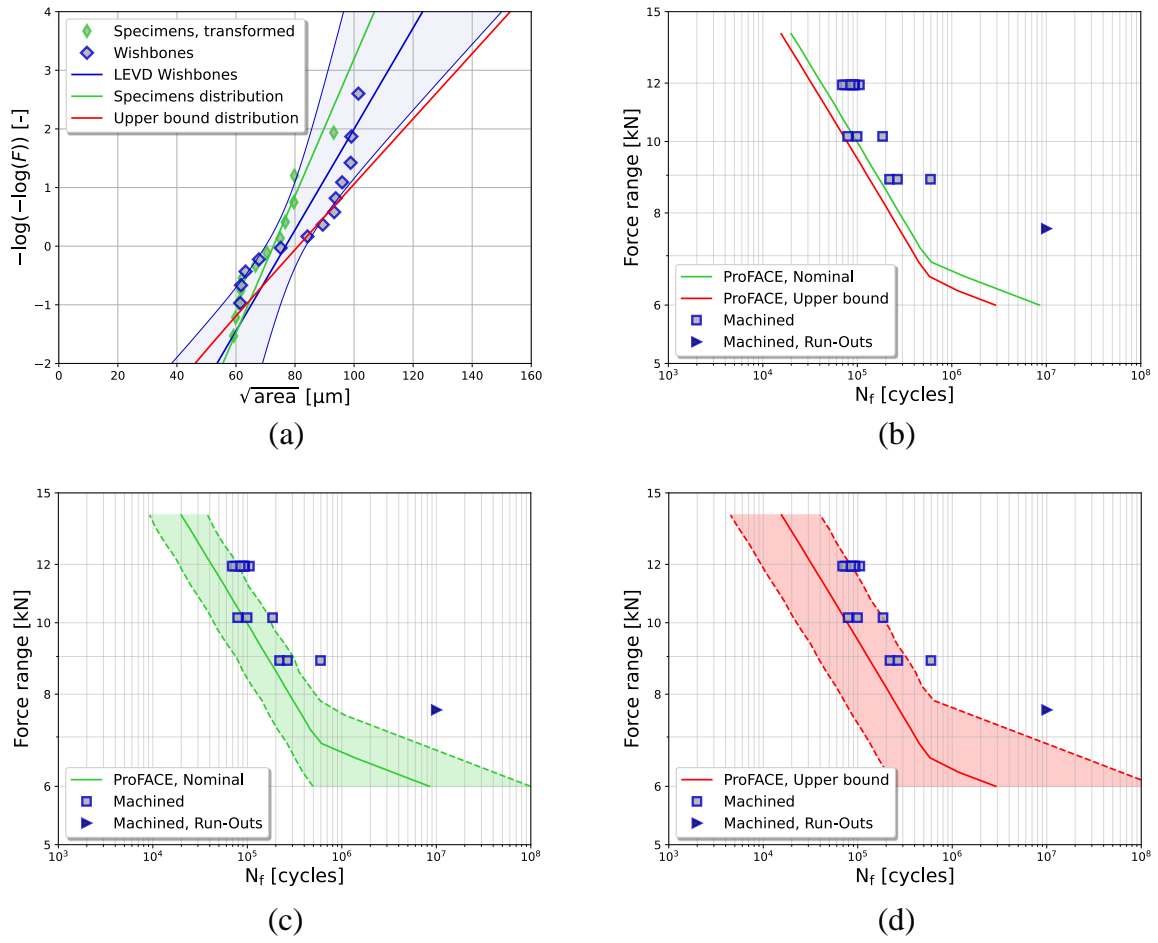 4
3
2
1
0
−1
−2
−log(−log(F)) [-]
Specimens, transformed
Wishbones
LEVD Wishbones
Specimens distribution
Upper bound distribution
0 20 40 60 80 100 120 140 160
√area [μm]
(a)
15
12
10
8
6
5
Force range [kN]
ProFACE, Nominal
ProFACE, Upper bound
Machined
Machined, Run-Outs
10³ 10⁴ 10⁵ 10⁶ 10⁷ 10⁸
N_f [cycles]
(b)
15
12
10
8
6
5
Force range [kN]
ProFACE, Nominal
Machined
Machined, Run-Outs
10³ 10⁴ 10⁵ 10⁶ 10⁷ 10⁸
N_f [cycles]
(c)
15
12
10
8
6
5
Force range [kN]
ProFACE, Upper bound
Machined
Machined, Run-Outs
10³ 10⁴ 10⁵ 10⁶ 10⁷ 10⁸
N_f [cycles]
(d)